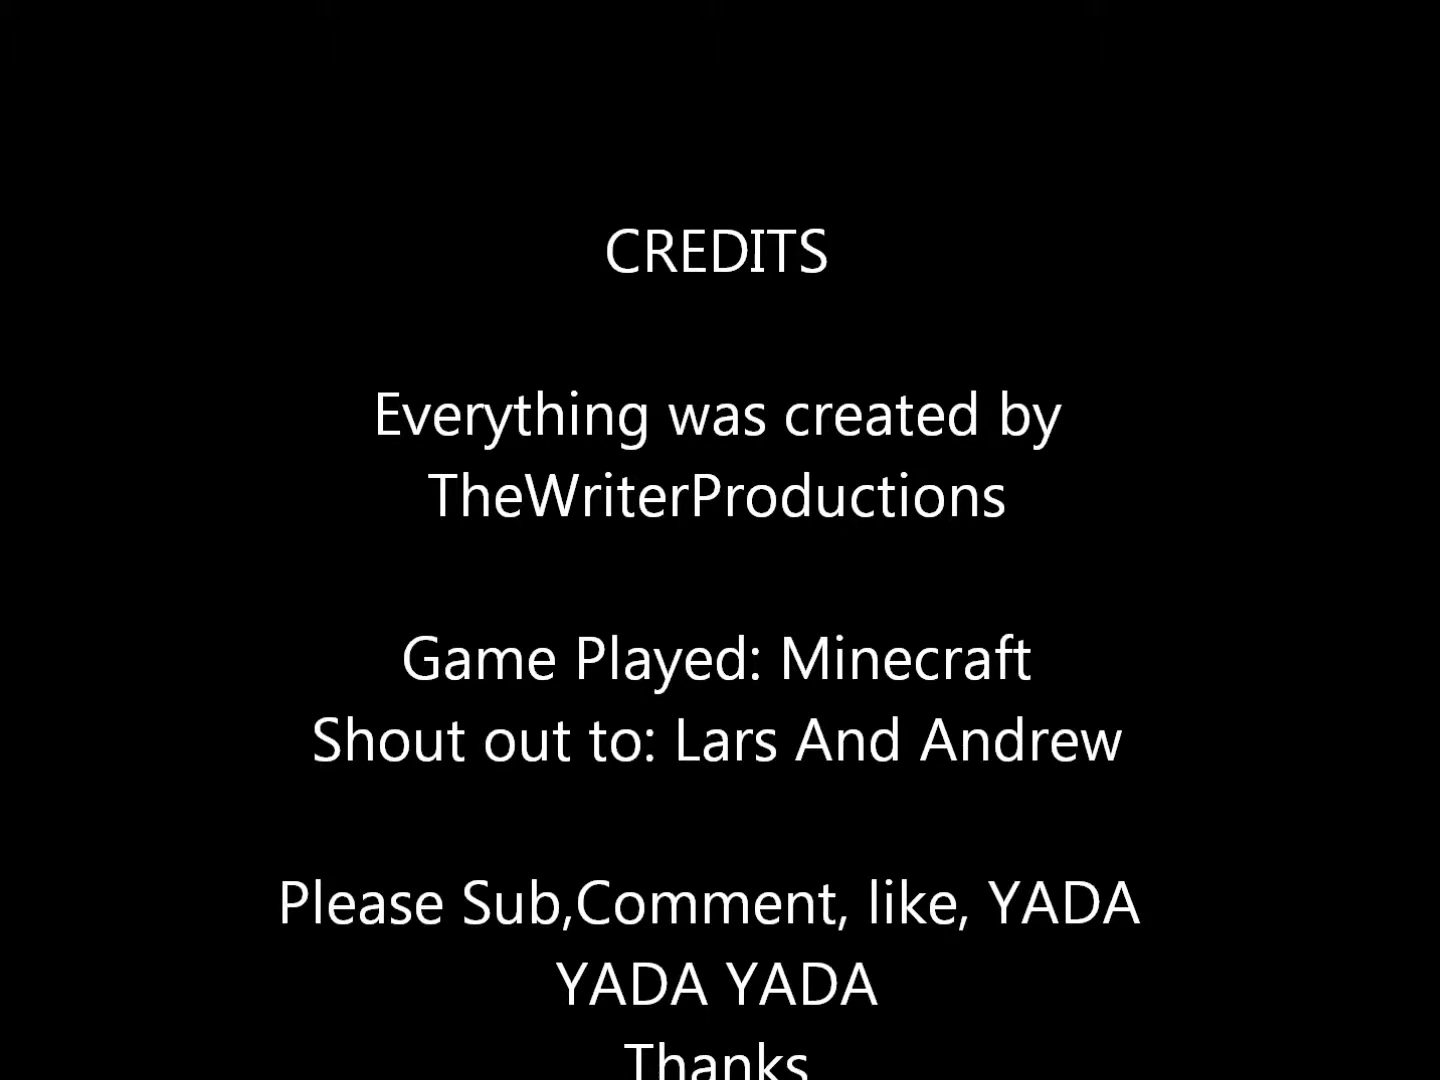 CREDITS
Everything was created by
TheWriterProductions
Game Played: Minecraft
Shout out to: Lars And Andrew
Please Sub,Comment, like, YADA
YADA YADA
Thanks